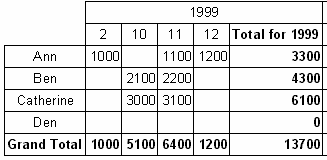 1999
2 10 11 12 Total for 1999
Ann 1000 1100 1200 3300
Ben 2100 2200 4300
Catherine 3000 3100 6100
Den 0
Grand Total 1000 5100 6400 1200 13700